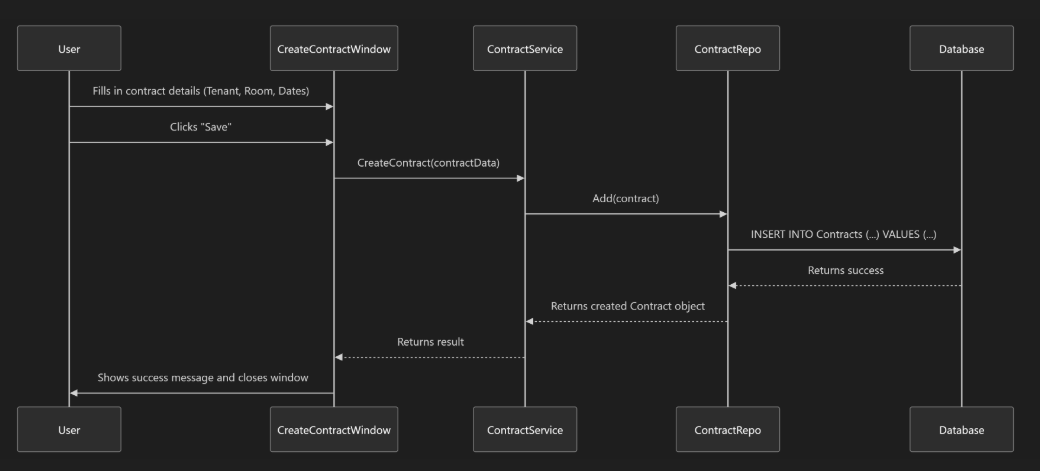 User
CreateContractWindow
ContractService
ContractRepo
Database
Fills in contract details (Tenant, Room, Dates)
Clicks "Save"
CreateContract(contractData)
Add(contract)
INSERT INTO Contracts (...) VALUES (...)
Returns success
Returns created Contract object
Returns result
Shows success message and closes window
User
CreateContractWindow
ContractService
ContractRepo
Database